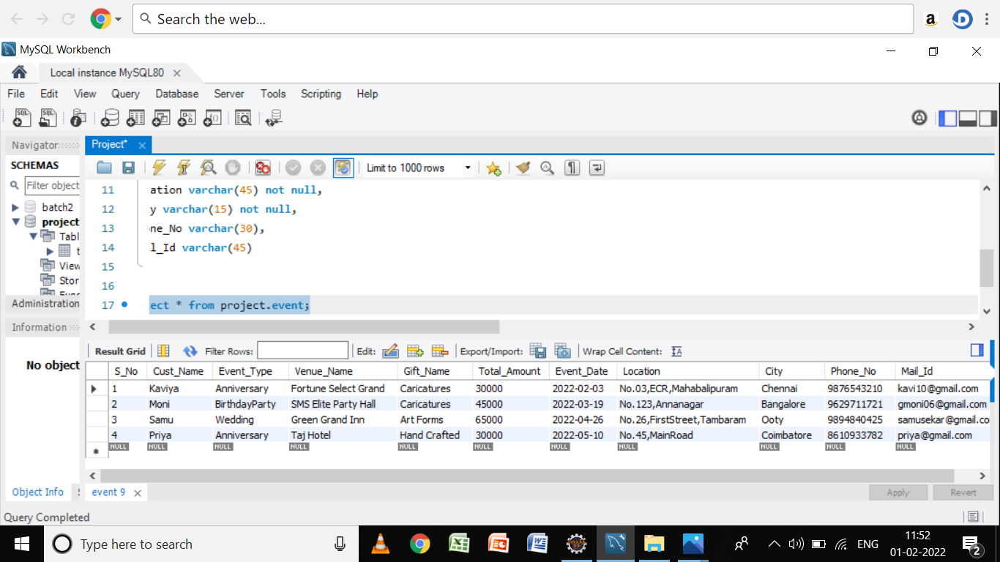 Search the web...
MySQL Workbench
Local instance MySQL80
File Edit View Query Database Server Tools Scripting Help
Navigator
Project*
SCHEMAS
Limit to 1000 rows
Filter object
batch2
project
Tabl
t
View
Stor
Administration
11 ation varchar(45) not null,
12 y varchar(15) not null,
13 ne_No varchar(30),
14 l_Id varchar(45)
15
16
17 ect * from project.event;
Information
No object
Result Grid Filter Rows: Edit: Export/Import: Wrap Cell Content:
S_No Cust_Name Event_Type Venue_Name Gift_Name Total_Amount Event_Date Location City Phone_No Mail_Id
1 Kaviya Anniversary Fortune Select Grand Caricatures 30000 2022-02-03 No.03,ECR,Mahabalipuram Chennai 9876543210 kavi10@gmail.com
2 Moni BirthdayParty SMS Elite Party Hall Caricatures 45000 2022-03-19 No.123,Annanagar Bangalore 9629711721 gmoni06@gmail.com
3 Samu Wedding Green Grand Inn Art Forms 65000 2022-04-26 No.26,FirstStreet,Tambaram Ooty 9894840425 samusekar@gmail.co
4 Priya Anniversary Taj Hotel Hand Crafted 30000 2022-05-10 No.45,MainRoad Coimbatore 8610933782 priya@gmail.com
NULL NULL NULL NULL NULL NULL NULL NULL NULL NULL NULL
Object Info
event 9
Apply Revert
Query Completed
Type here to search
ENG
11:52
01-02-2022
2